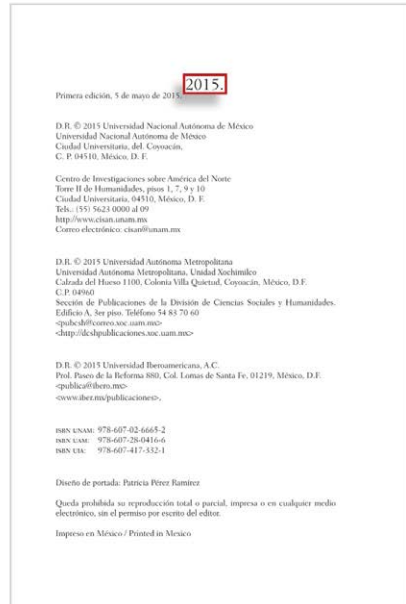 2015.
Primera edición, 5 de mayo de 2015.
D.R. © 2015 Universidad Nacional Autónoma de México
Universidad Nacional Autónoma de México
Ciudad Universitaria, del. Coyoacán,
C. P. 04510, México, D. F.
Centro de Investigaciones sobre América del Norte
Torre II de Humanidades, pisos 1, 7, 9 y 10
Ciudad Universitaria, 04510, México, D. F.
Tels.: (55) 5623 0000 al 09
http://www.cisan.unam.mx
Correo electrónico: cisan@unam.mx
D.R. © 2015 Universidad Autónoma Metropolitana
Universidad Autónoma Metropolitana, Unidad Xochimilco
Calzada del Hueso 1100, Colonia Villa Quietud, Coyoacán, México, D.F.
C.P. 04960
Sección de Publicaciones de la División de Ciencias Sociales y Humanidades.
Edificio A, 3er piso. Teléfono 54 83 70 60
<pubcsh@correo.xoc.uam.mx>
<http://dcshpublicaciones.xoc.uam.mx>
D.R. © 2015 Universidad Iberoamericana, A.C.
Prol. Paseo de la Reforma 880, Col. Lomas de Santa Fe, 01219, México, D.F.
<publica@ibero.mx>
<www.iber.mx/publicaciones>,
ISBN UNAM: 978-607-02-6665-2
ISBN UAM: 978-607-28-0416-6
ISBN UIA: 978-607-417-332-1
Diseño de portada: Patricia Pérez Ramírez
Queda prohibida su reproducción total o parcial, impresa o en cualquier medio
electrónico, sin el permiso por escrito del editor.
Impreso en México / Printed in Mexico